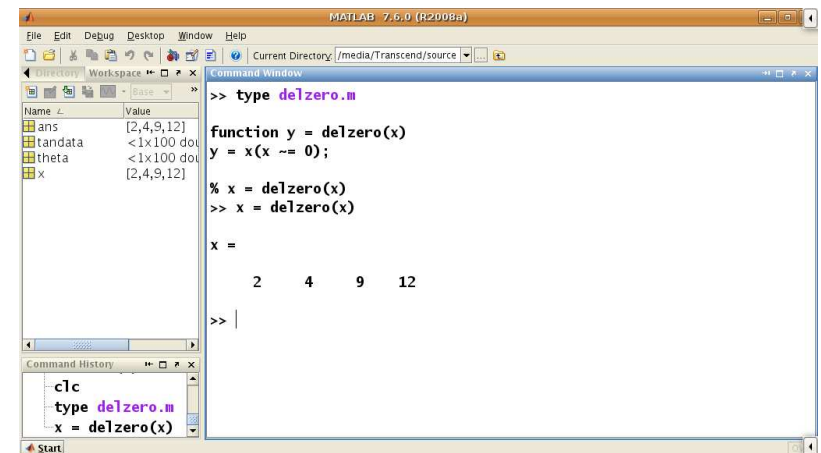 MATLAB 7.6.0 (R2008a)
File Edit Debug Desktop Window Help
Current Directory: /media/Transcend/source
Directory Workspace
Base
Name Value
ans [2,4,9,12]
tandata <1x100 dou
theta <1x100 dou
x [2,4,9,12]
Command Window
>> type delzero.m
function y = delzero(x)
y = x(x ~= 0);
% x = delzero(x)
>> x = delzero(x)
x =
2 4 9 12
>>
Command History
clc
type delzero.m
x = delzero(x)
Start